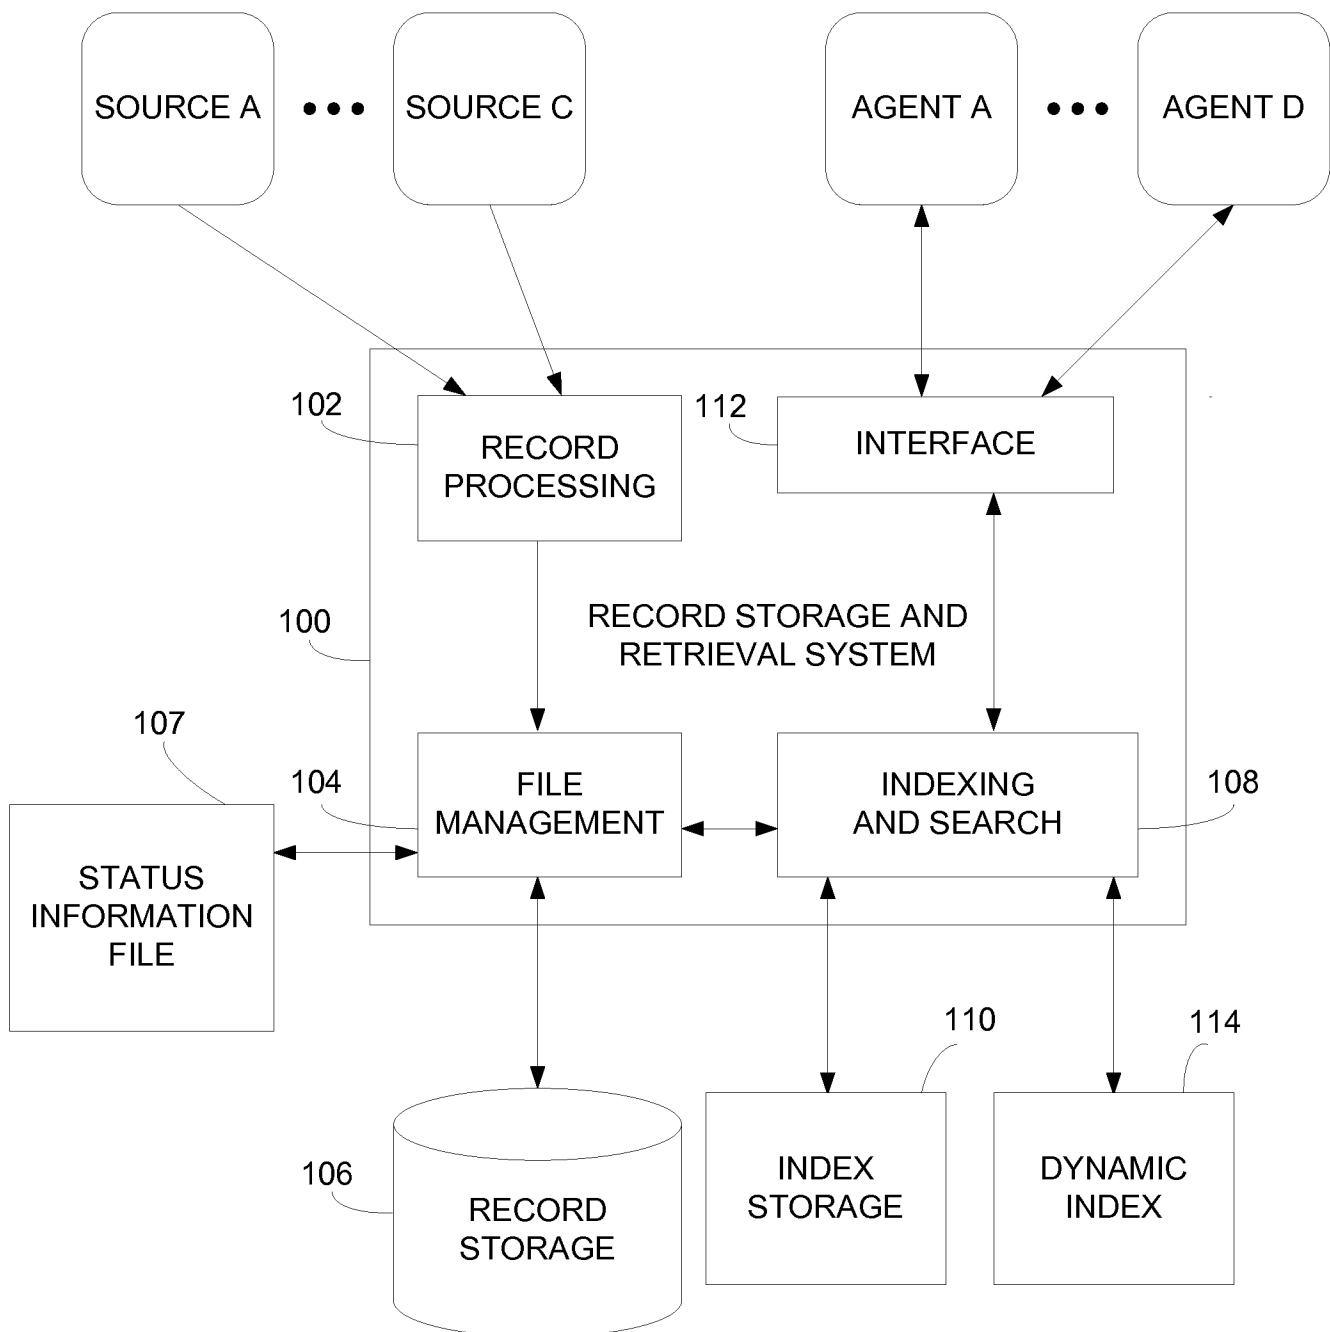 SOURCE A
SOURCE C
AGENT A
AGENT D
102
RECORD
PROCESSING
112
INTERFACE
100
RECORD STORAGE AND
RETRIEVAL SYSTEM
107
104
FILE
MANAGEMENT
INDEXING
AND SEARCH
108
STATUS
INFORMATION
FILE
110
114
106
RECORD
STORAGE
INDEX
STORAGE
DYNAMIC
INDEX